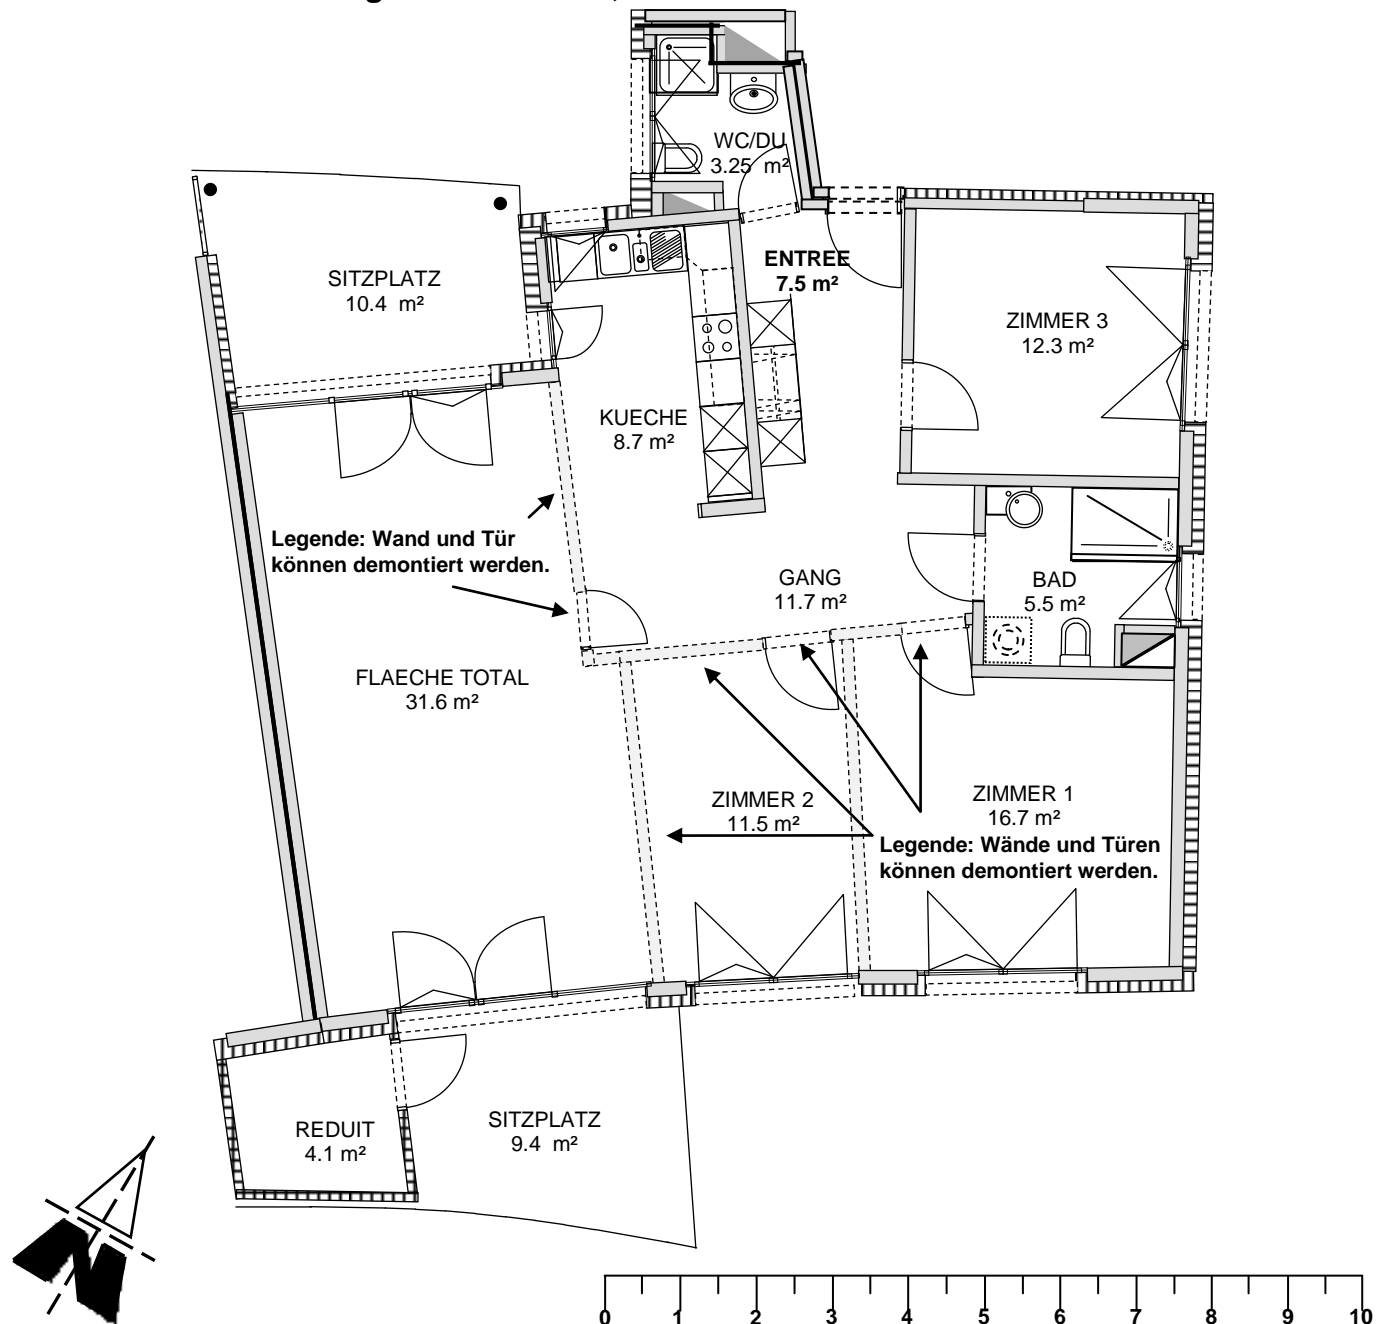 WC/DU
3.25 m²
ENTREE
7.5 m²
SITZPLATZ
10.4 m²
ZIMMER 3
12.3 m²
KUECHE
8.7 m²
Legende: Wand und Tür
können demontiert werden.
GANG
11.7 m²
BAD
5.5 m²
FLAECHE TOTAL
31.6 m²
ZIMMER 2
11.5 m²
ZIMMER 1
16.7 m²
Legende: Wände und Türen
können demontiert werden.
REDUIT
4.1 m²
SITZPLATZ
9.4 m²
N
0 1 2 3 4 5 6 7 8 9 10